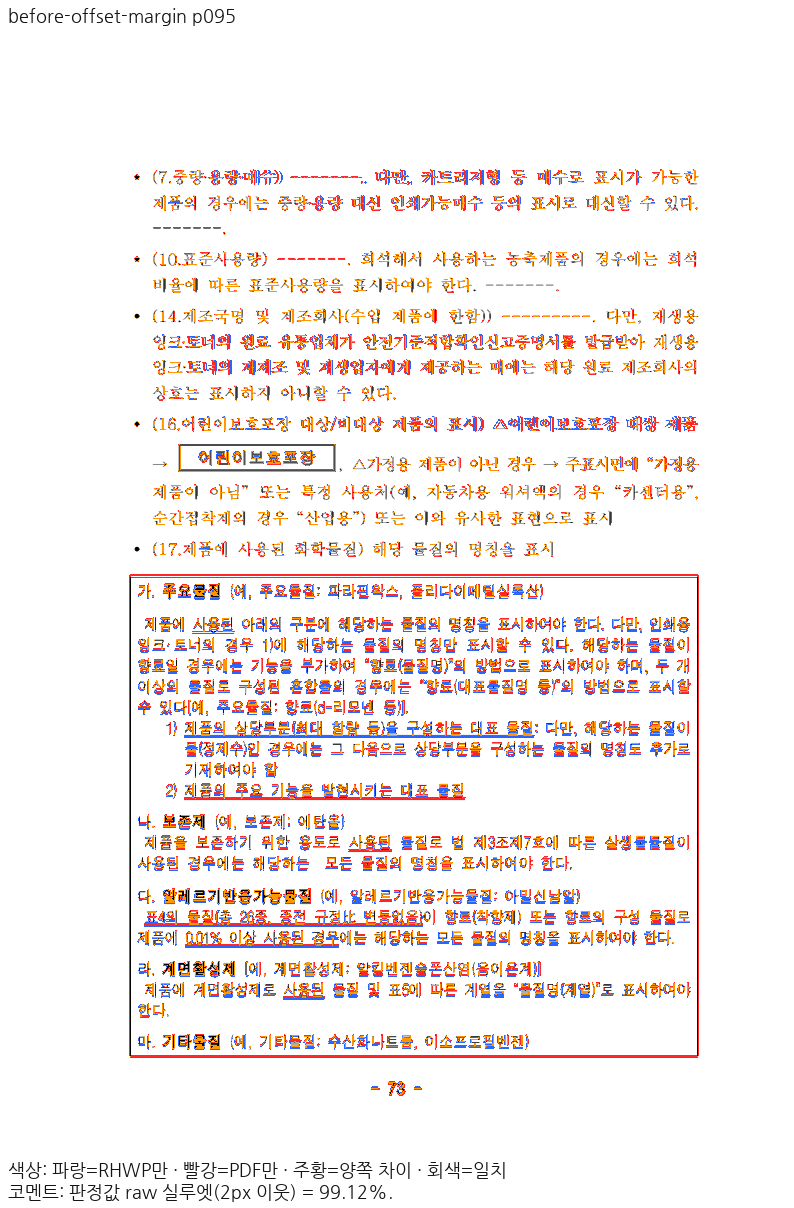 before-offset-margin p095
• (7.중량·용량·매수)) -------.. 다만, 카트리지형 등 매수로 표시가 가능한
제품의 경우에는 중량·용량 대신 인쇄가능매수 등의 표시로 대신할 수 있다.
-------.
• (10.표준사용량) -------. 희석해서 사용하는 농축제품의 경우에는 희석
비율에 따른 표준사용량을 표시하여야 한다. -------.
• (14.제조국명 및 제조회사(수입 제품에 한함)) ---------. 다만, 재생용
잉크·토너의 원료 유통업체가 안전기준적합확인신고증명서를 발급받아 재생용
잉크·토너의 제제조 및 재생업자에게 제공하는 때에는 해당 원료 제조회사의
상호는 표시하지 아니할 수 있다.
• (16.어린이보호포장 대상/비대상 제품의 표시) △어린이보호포장 대상 제품
→ 어린이보호포장 , △가정용 제품이 아닌 경우 → 주표시면에 “가정용
제품이 아님” 또는 특정 사용처(예, 자동차용 워셔액의 경우 “카센터용”,
순간접착제의 경우 “산업용”) 또는 이와 유사한 표현으로 표시
• (17.제품에 사용된 화학물질) 해당 물질의 명칭을 표시
가. 주요물질 (예, 주요물질: 파라핀왁스, 폴리다이메틸실록산)
제품에 사용된 아래의 구분에 해당하는 물질의 명칭을 표시하여야 한다. 다만, 인쇄용
잉크·토너의 경우 1)에 해당하는 물질의 명칭만 표시할 수 있다. 해당하는 물질이
향료일 경우에는 기능을 부가하여 “향료(물질명)”의 방법으로 표시하여야 하며, 두 개
이상의 물질로 구성된 혼합물의 경우에는 “향료(대표물질명 등)”의 방법으로 표시할
수 있다[예, 주요물질: 향료(d-리모넨 등)].
1) 제품의 상당부분(최대 함량 등)을 구성하는 대표 물질: 다만, 해당하는 물질이
물(정제수)인 경우에는 그 다음으로 상당부분을 구성하는 물질의 명칭도 추가로
기재하여야 함
2) 제품의 주요 기능을 발현시키는 대표 물질
나. 보존제 (예, 보존제: 에탄올)
제품을 보존하기 위한 용도로 사용된 물질로 법 제3조제7호에 따른 살생물물질이
사용된 경우에는 해당하는 모든 물질의 명칭을 표시하여야 한다.
다. 알레르기반응가능물질 (예, 알레르기반응가능물질: 아밀신남알)
표4의 물질(총 26종, 종전 규정比 변동없음)이 향료(착향제) 또는 향료의 구성 물질로
제품에 0.01% 이상 사용된 경우에는 해당하는 모든 물질의 명칭을 표시하여야 한다.
라. 계면활성제 [예, 계면활성제: 알킬벤젠술폰산염(음이온계)]
제품에 계면활성제로 사용된 물질 및 표5에 따른 계열을 “물질명(계열)”로 표시하여야
한다.
마. 기타물질 (예, 기타물질: 수산화나트륨, 이소프로필벤젠)
- 73 -
색상: 파랑=RHWP만 · 빨강=PDF만 · 주황=양쪽 차이 · 회색=일치
코멘트: 판정값 raw 실루엣(2px 이웃) = 99.12%.